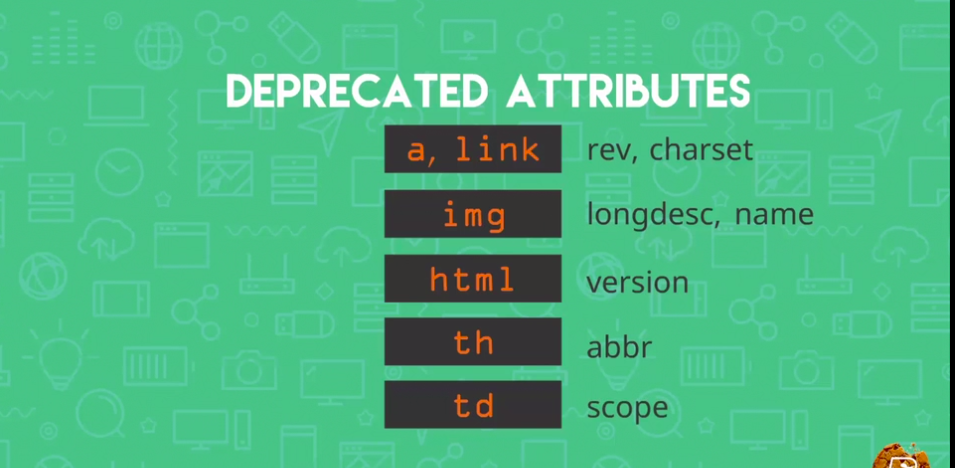 DEPRECATED ATTRIBUTES
a, link rev, charset
img longdesc, name
html version
th abbr
td scope